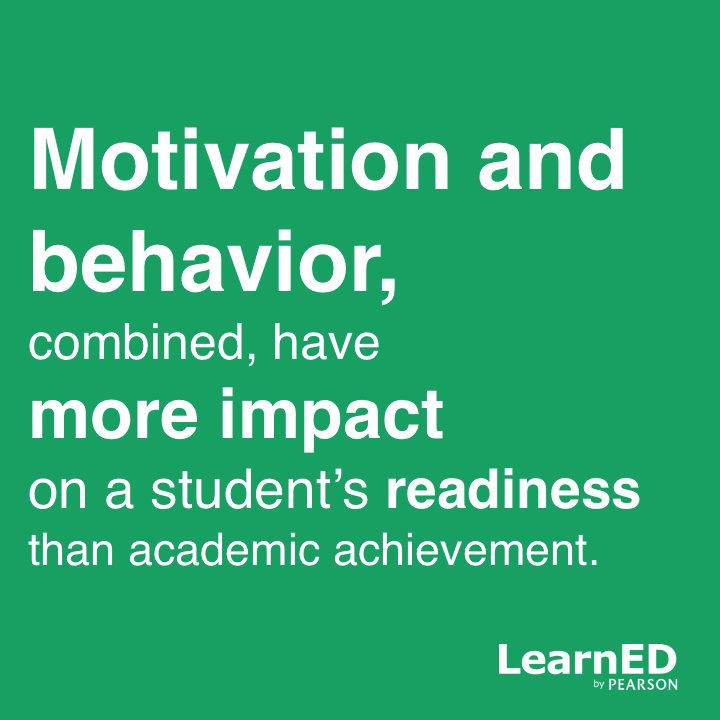 Motivation and
behavior,
combined, have
more impact
on a student’s readiness
than academic achievement.
LearnED
by PEARSON